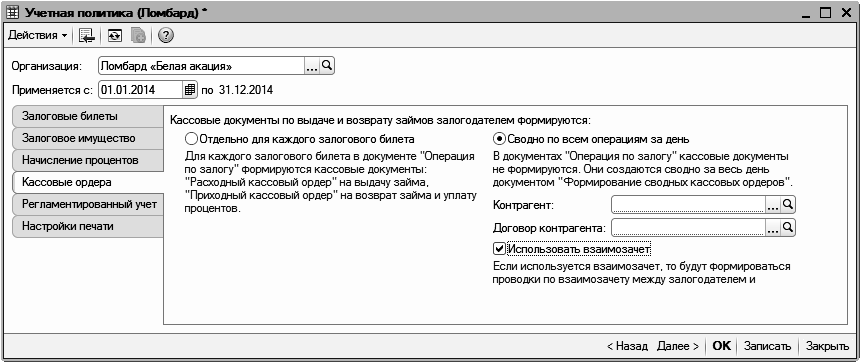 Учетная политика (Ломбард) *
Действия
Организация: Ломбард «Белая акация» ...
Применяется с: 01.01.2014 по 31.12.2014
Залоговые билеты
Залоговое имущество
Начисление процентов
Кассовые ордера
Регламентированный учет
Настройки печати
Кассовые документы по выдаче и возврату займов залогодателем формируются:
Отдельно для каждого залогового билета
Для каждого залогового билета в документе "Операция
по залогу" формируются кассовые документы:
"Расходный кассовый ордер" на выдачу займа,
"Приходный кассовый ордер" на возврат займа и уплату
процентов.
Сводно по всем операциям за день
В документах "Операция по залогу" кассовые документы
не формируются. Они создаются сводно за весь день
документом "Формирование сводных кассовых ордеров".
Контрагент: ...
Договор контрагента: ...
Использовать взаимозачет
Если используется взаимозачет, то будут формироваться
проводки по взаимозачету между залогодателем и
< Назад Далее > OK Записать Закрыть